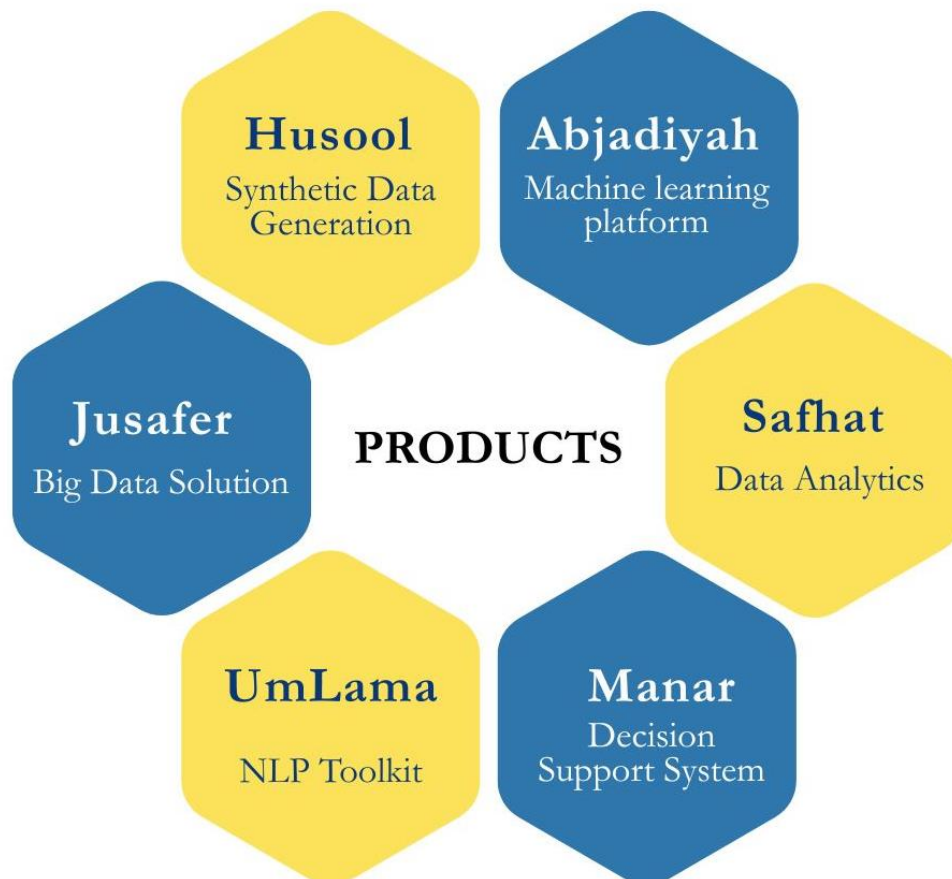 Husool
Synthetic Data
Generation
Abjadiyah
Machine learning
platform
Jusafer
Big Data Solution
PRODUCTS
Safhat
Data Analytics
UmLama
NLP Toolkit
Manar
Decision
Support System